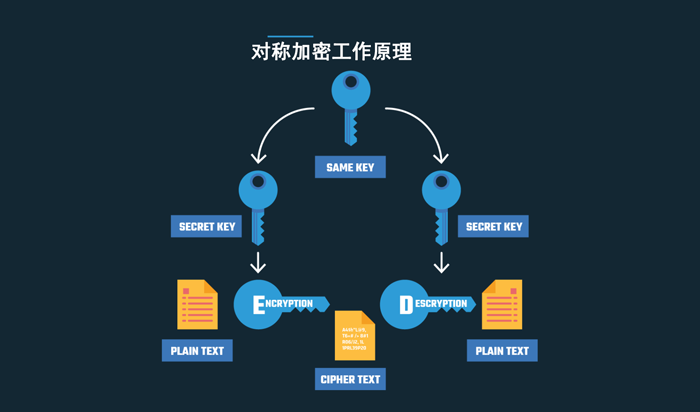 对称加密工作原理
SAME KEY
SECRET KEY
SECRET KEY
ENCRYPTION
DESCRYPTION
PLAIN TEXT
CIPHER TEXT
PLAIN TEXT